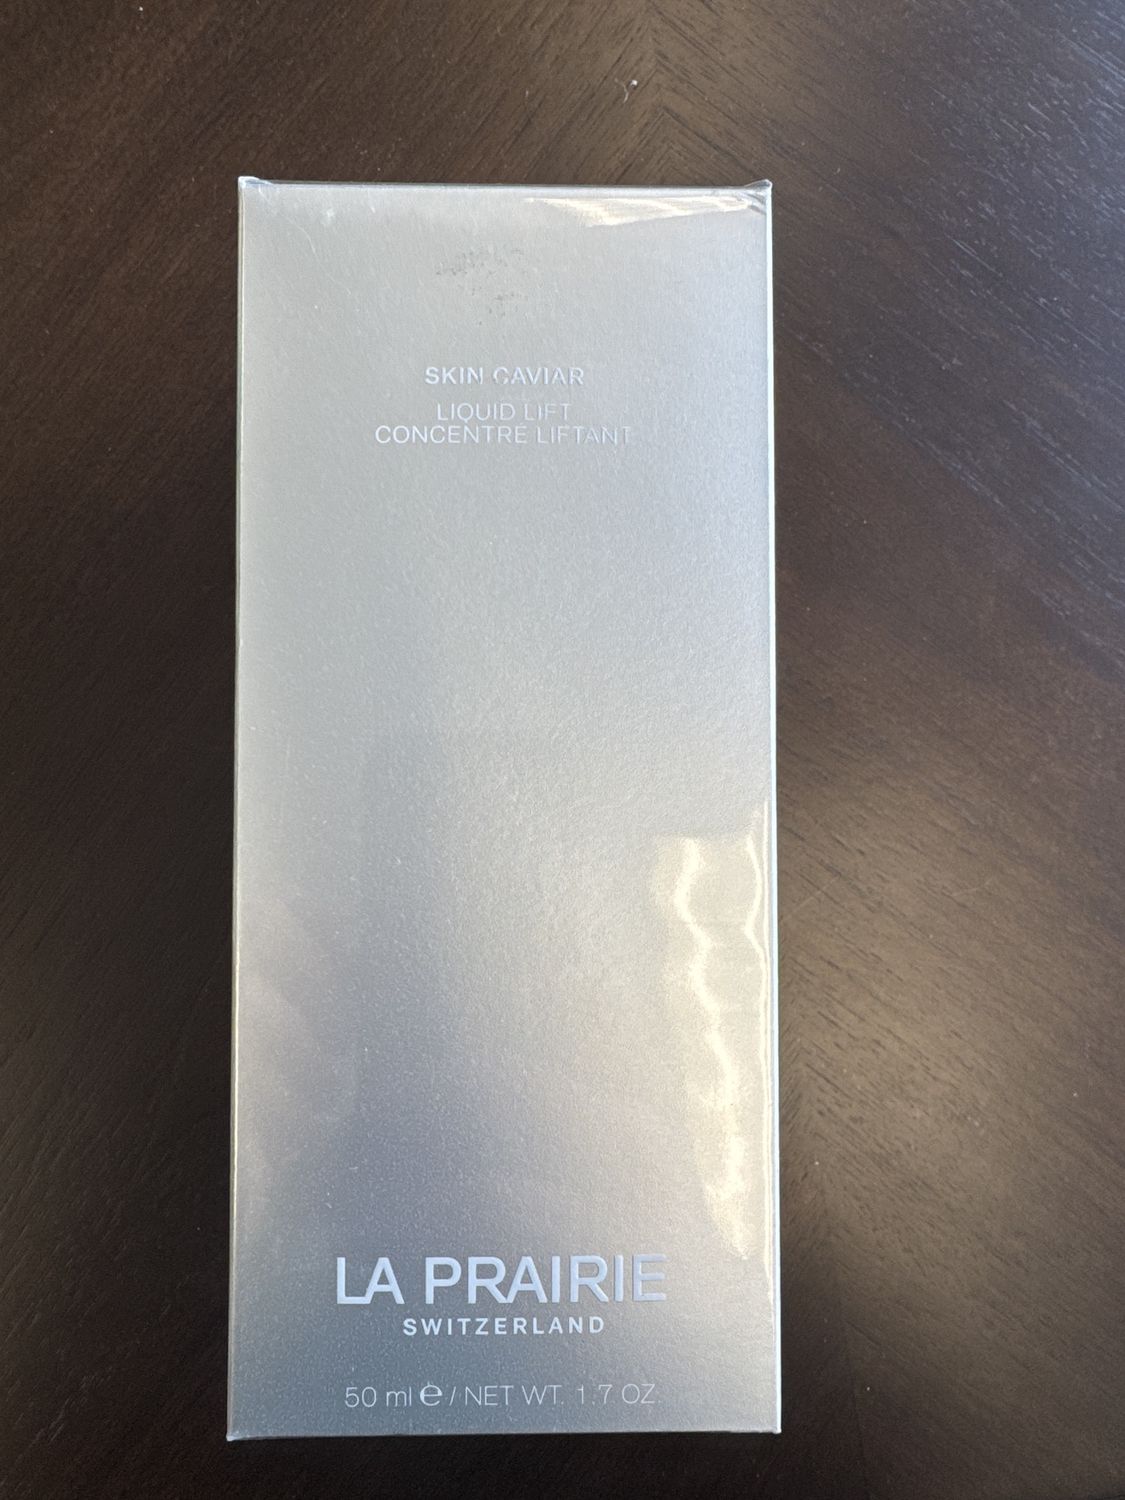 SKIN CAVIAR
LIQUID LIFT
CONCENTRÉ LIFTANT
LA PRAIRIE
SWITZERLAND
50 ml ℮ / NET WT. 1.7 OZ.